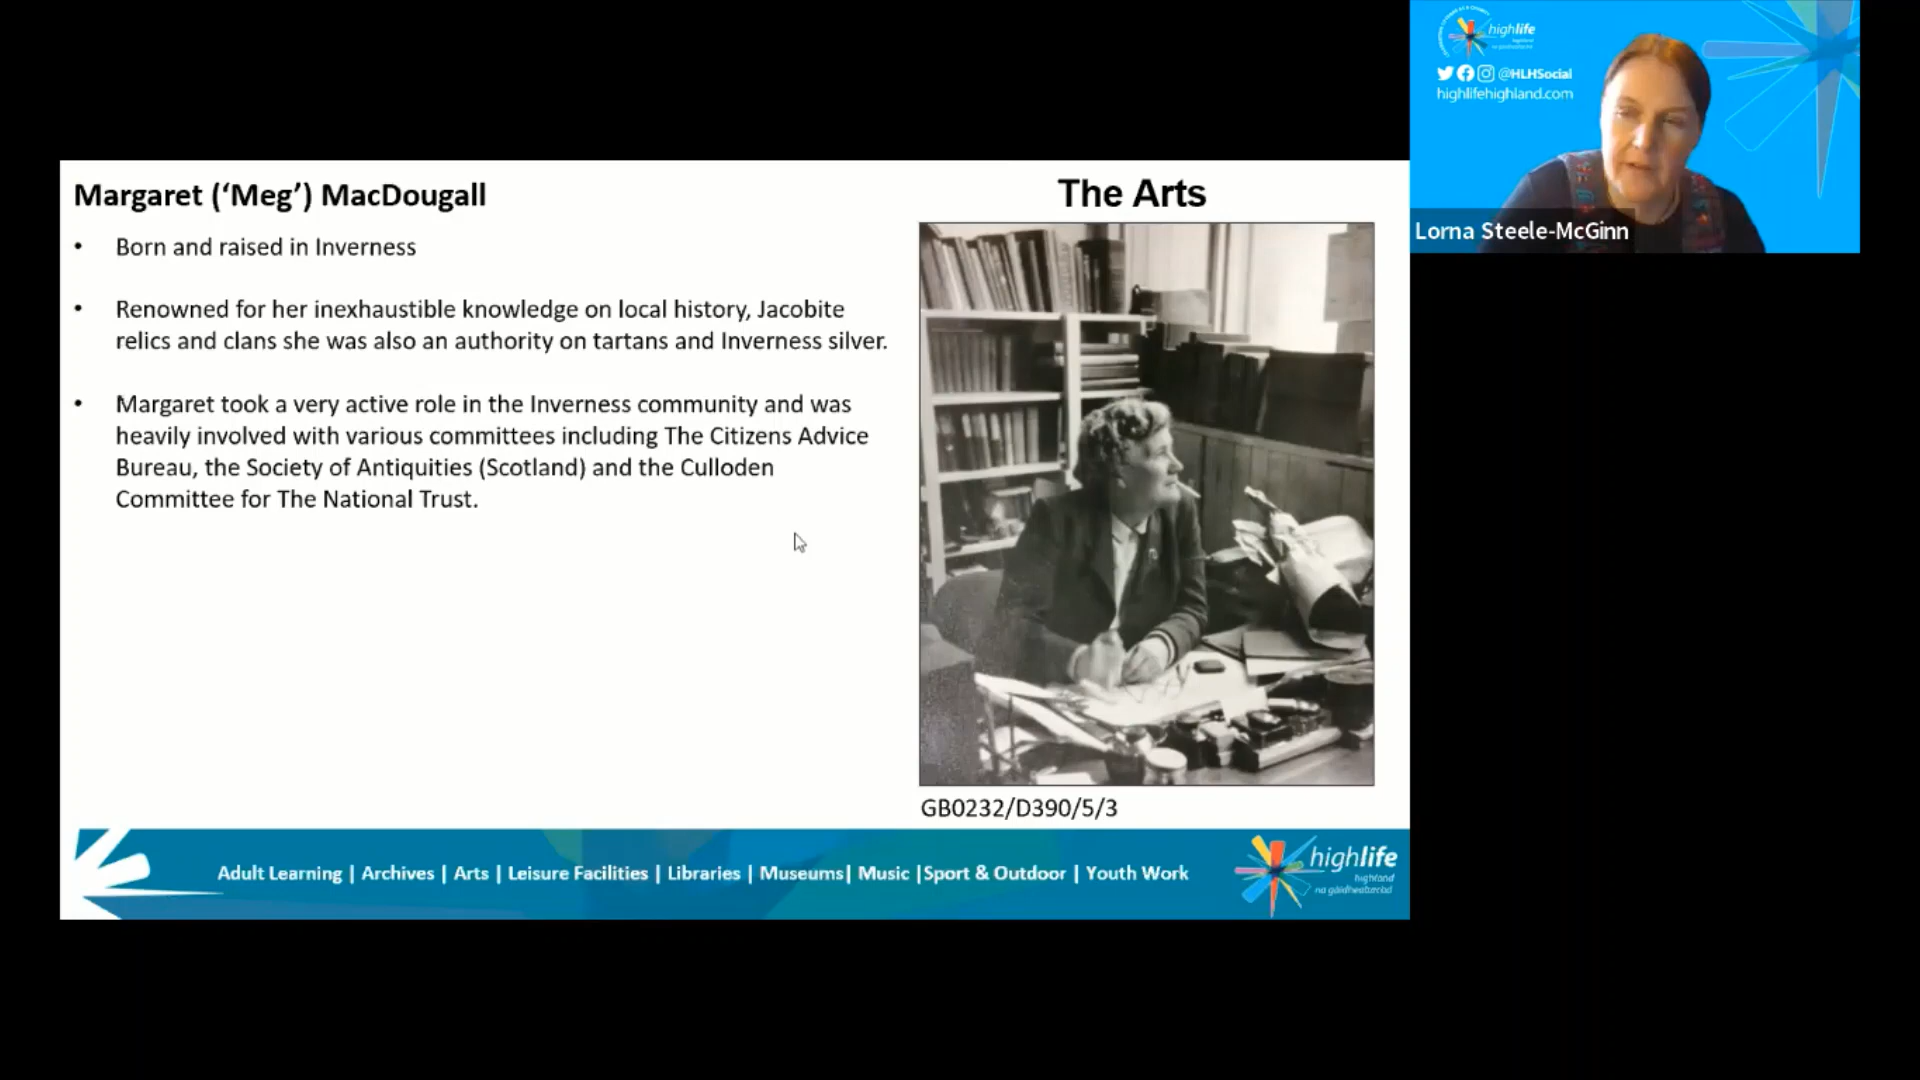 Margaret (‘Meg’) MacDougall
The Arts
• Born and raised in Inverness
• Renowned for her inexhaustible knowledge on local history, Jacobite
relics and clans she was also an authority on tartans and Inverness silver.
• Margaret took a very active role in the Inverness community and was
heavily involved with various committees including The Citizens Advice
Bureau, the Society of Antiquities (Scotland) and the Culloden
Committee for The National Trust.
GB0232/D390/5/3
Adult Learning | Archives | Arts | Leisure Facilities | Libraries | Museums| Music |Sport & Outdoor | Youth Work
highlife
highland
na gàidhealtachd
highlife
@HLHSocial
highlifehighland.com
Lorna Steele-McGinn